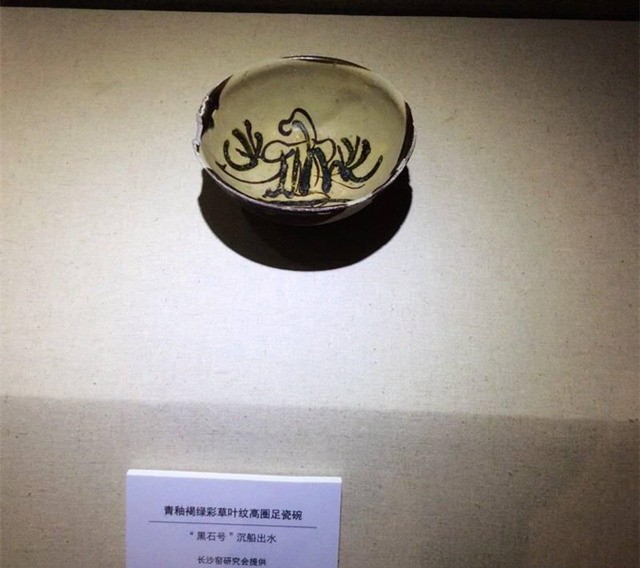 青釉褐绿彩草叶纹高圈足瓷碗
“黑石号”沉船出水
长沙窑研究会提供